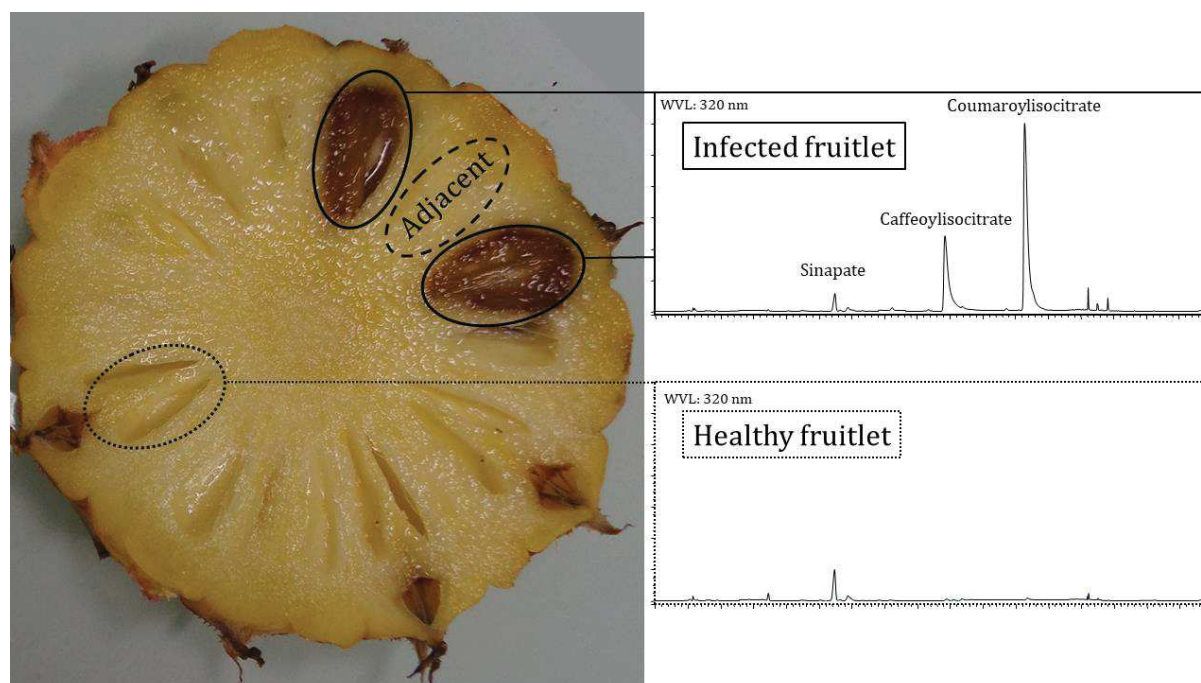 Adjacent
WVL: 320 nm
Infected fruitlet
Coumaroylisocitrate
Caffeoylisocitrate
Sinapate
WVL: 320 nm
Healthy fruitlet